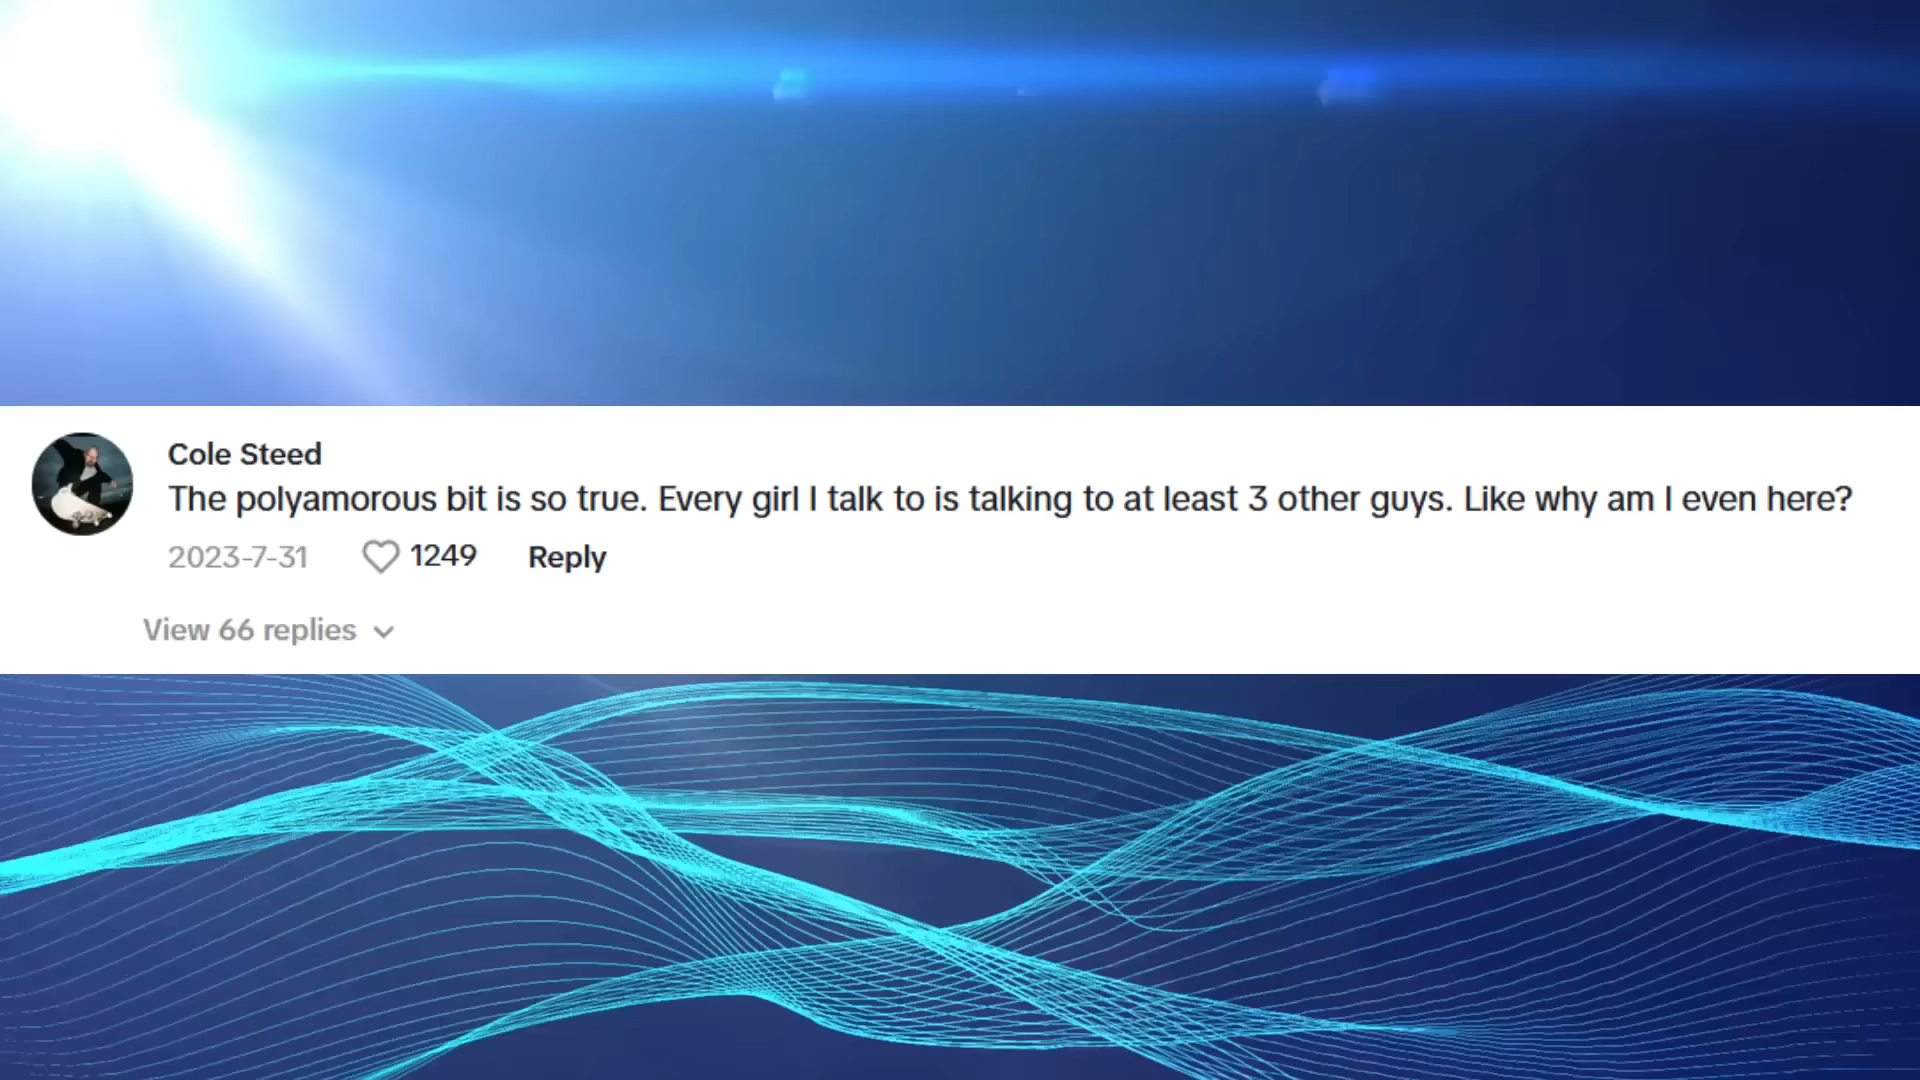 Cole Steed
The polyamorous bit is so true. Every girl I talk to is talking to at least 3 other guys. Like why am I even here?
2023-7-31 1249 Reply
View 66 replies